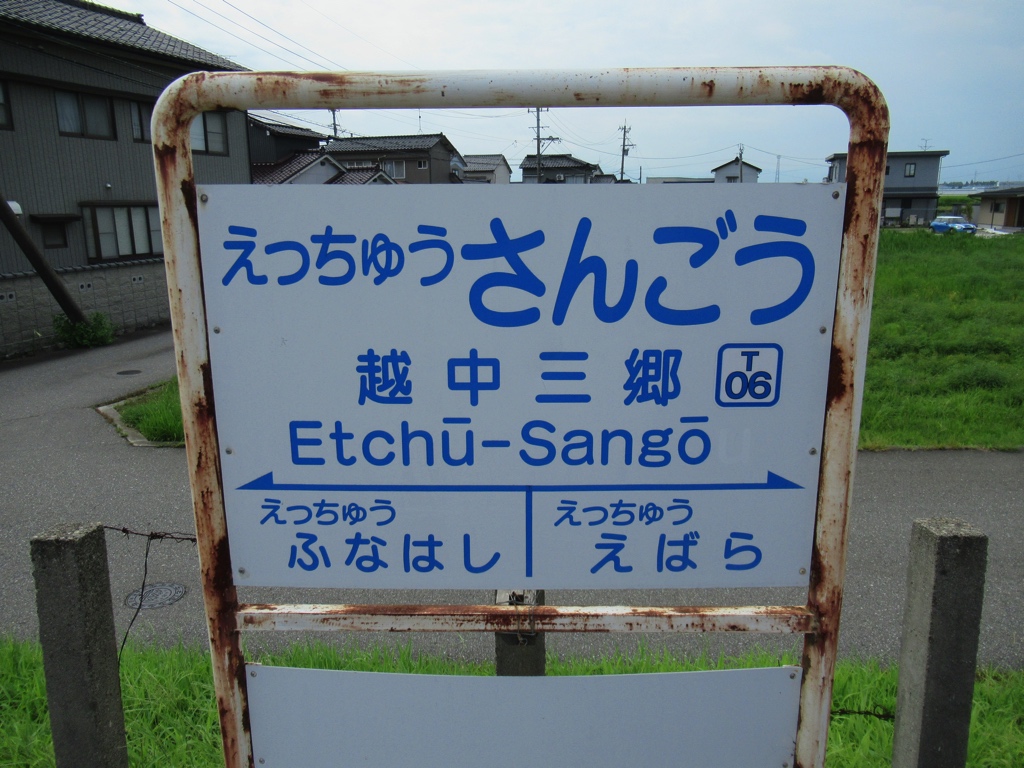 えっちゅうさんごう
越中三郷 T06
Etchū-Sangō
えっちゅう えっちゅう
ふなはし えばら